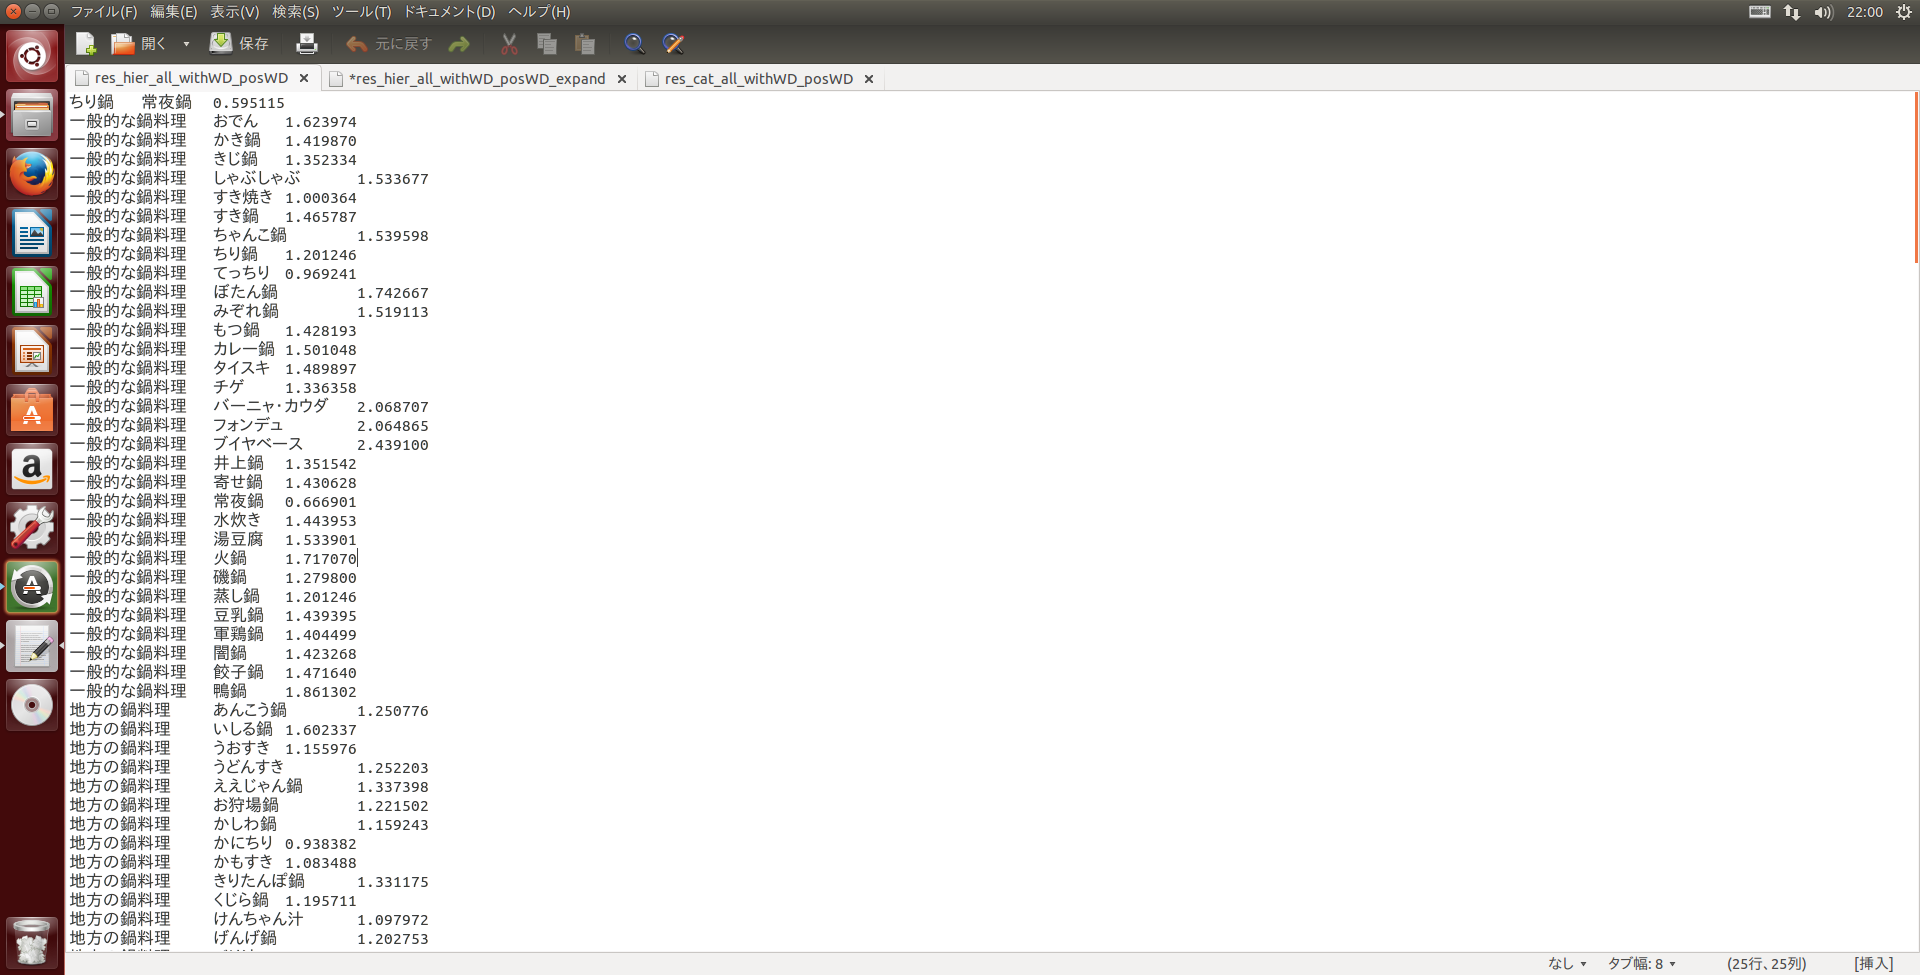 ファイル(F) 編集(E) 表示(V) 検索(S) ツール(T) ドキュメント(D) ヘルプ(H) 22:00
開く 保存 元に戻す
res_hier_all_withWD_posWD *res_hier_all_withWD_posWD_expand res_cat_all_withWD_posWD
ちり鍋 常夜鍋 0.595115
一般的な鍋料理 おでん 1.623974
一般的な鍋料理 かき鍋 1.419870
一般的な鍋料理 きじ鍋 1.352334
一般的な鍋料理 しゃぶしゃぶ 1.533677
一般的な鍋料理 すき焼き 1.000364
一般的な鍋料理 すき鍋 1.465787
一般的な鍋料理 ちゃんこ鍋 1.539598
一般的な鍋料理 ちり鍋 1.201246
一般的な鍋料理 てっちり 0.969241
一般的な鍋料理 ぼたん鍋 1.742667
一般的な鍋料理 みぞれ鍋 1.519113
一般的な鍋料理 もつ鍋 1.428193
一般的な鍋料理 カレー鍋 1.501048
一般的な鍋料理 タイスキ 1.489897
一般的な鍋料理 チゲ 1.336358
一般的な鍋料理 バーニャ・カウダ 2.068707
一般的な鍋料理 フォンデュ 2.064865
一般的な鍋料理 ブイヤベース 2.439100
一般的な鍋料理 井上鍋 1.351542
一般的な鍋料理 寄せ鍋 1.430628
一般的な鍋料理 常夜鍋 0.666901
一般的な鍋料理 水炊き 1.443953
一般的な鍋料理 湯豆腐 1.533901
一般的な鍋料理 火鍋 1.717070
一般的な鍋料理 磯鍋 1.279800
一般的な鍋料理 蒸し鍋 1.201246
一般的な鍋料理 豆乳鍋 1.439395
一般的な鍋料理 軍鶏鍋 1.404499
一般的な鍋料理 闇鍋 1.423268
一般的な鍋料理 餃子鍋 1.471640
一般的な鍋料理 鴨鍋 1.861302
地方の鍋料理 あんこう鍋 1.250776
地方の鍋料理 いしる鍋 1.602337
地方の鍋料理 うおすき 1.155976
地方の鍋料理 うどんすき 1.252203
地方の鍋料理 ええじゃん鍋 1.337398
地方の鍋料理 お狩場鍋 1.221502
地方の鍋料理 かしわ鍋 1.159243
地方の鍋料理 かにちり 0.938382
地方の鍋料理 かもすき 1.083488
地方の鍋料理 きりたんぽ鍋 1.331175
地方の鍋料理 くじら鍋 1.195711
地方の鍋料理 けんちゃん汁 1.097972
地方の鍋料理 げんげ鍋 1.202753
なし タブ幅: 8 (25行、25列) [挿入]